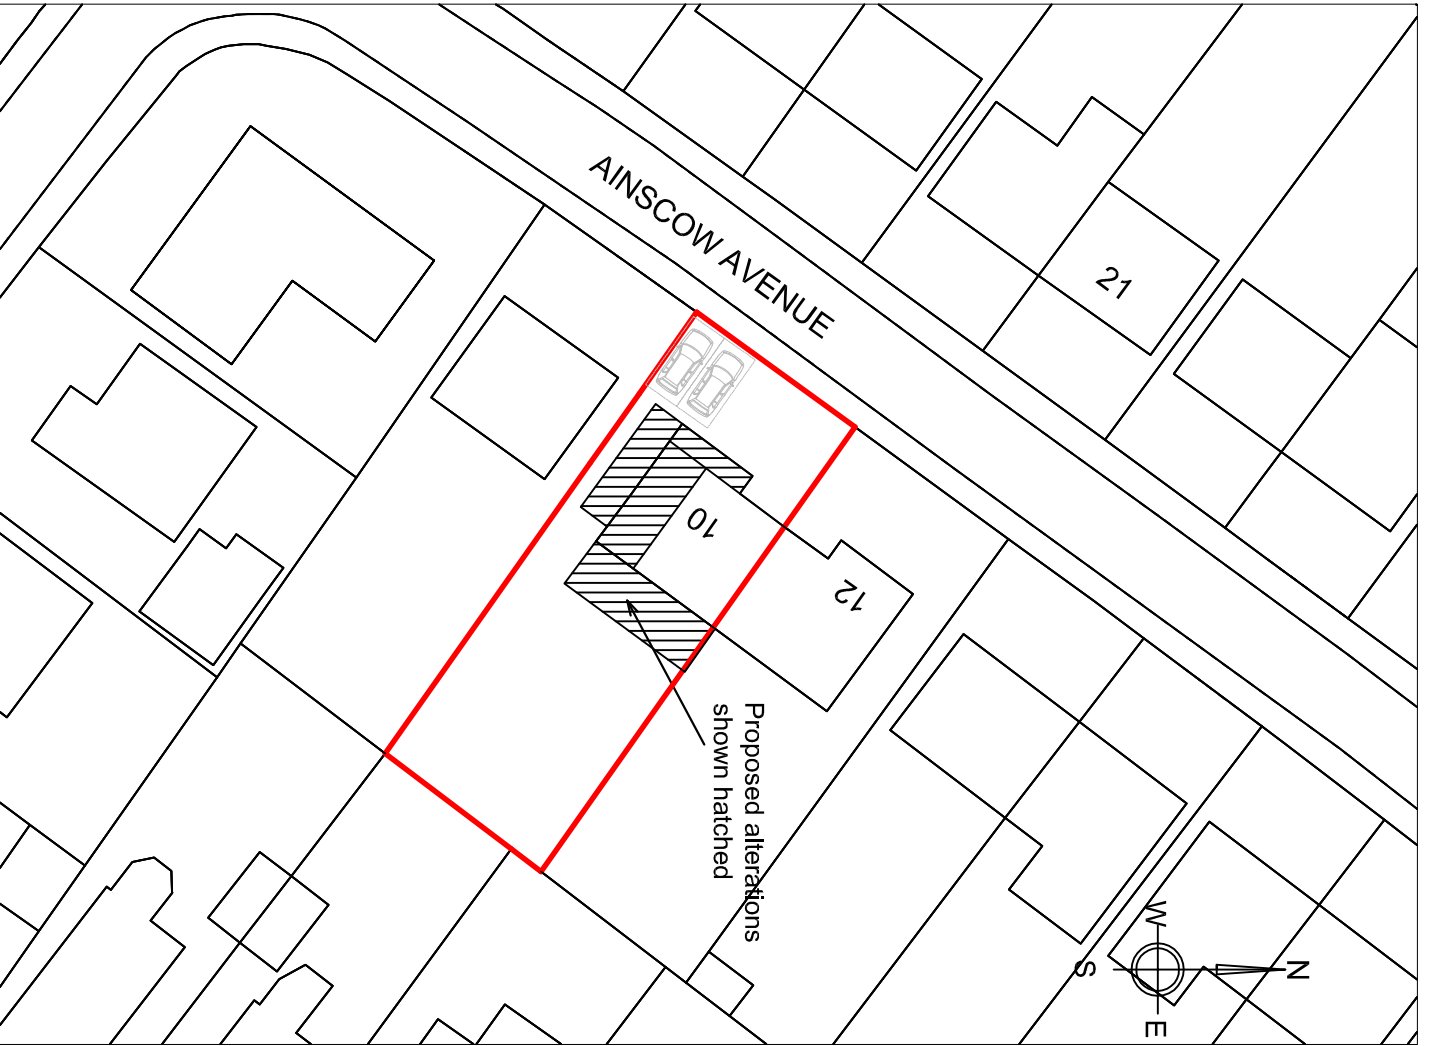 AINSCOW AVENUE
21
10
12
Proposed alterations
shown hatched
W
N
S
E